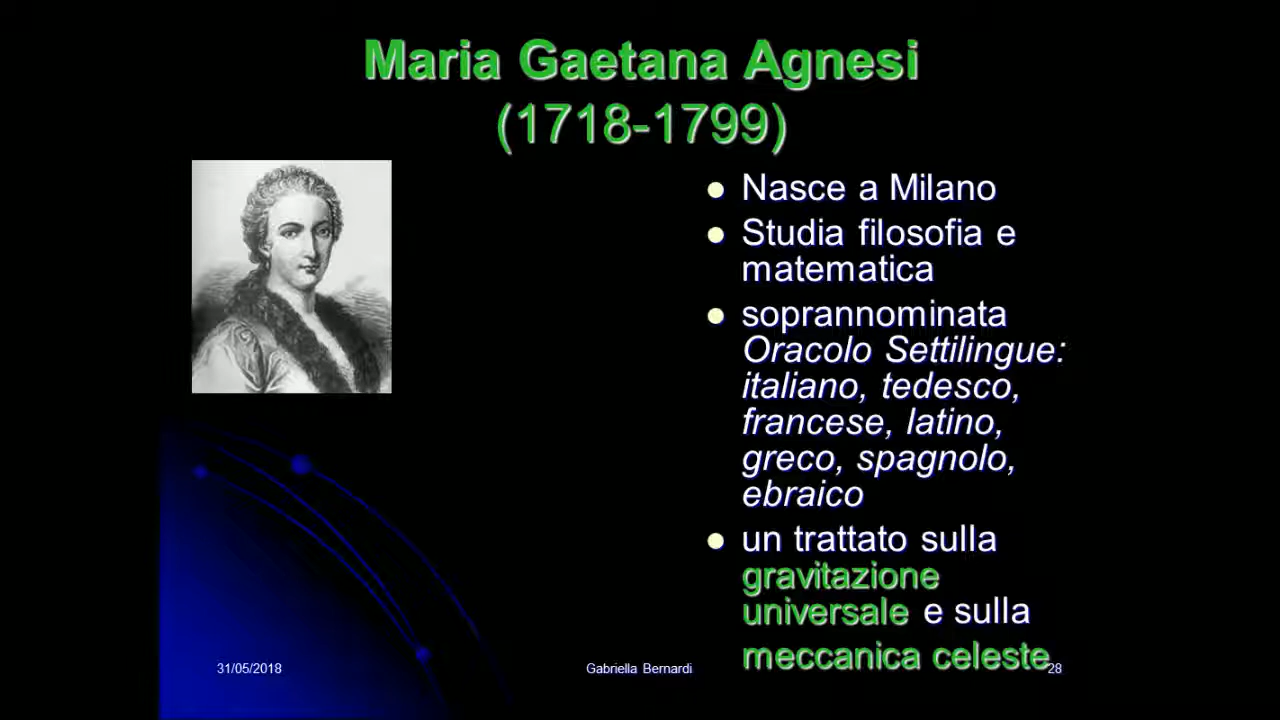 Maria Gaetana Agnesi
(1718-1799)
Nasce a Milano
Studia filosofia e
matematica
soprannominata
Oracolo Settilingue:
italiano, tedesco,
francese, latino,
greco, spagnolo,
ebraico
un trattato sulla
gravitazione
universale e sulla
meccanica celeste
31/05/2018
Gabriella Bernardi
28